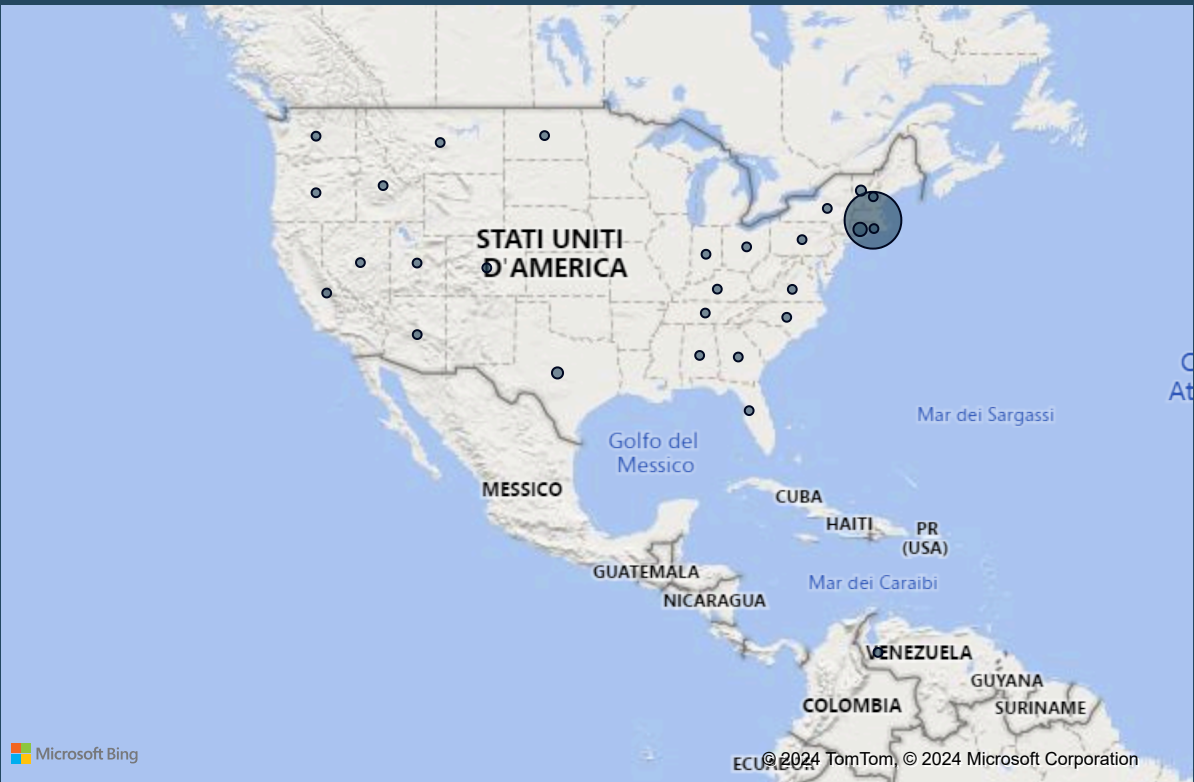 STATI UNITI
D'AMERICA
Mar dei Sargassi
Golfo del
Messico
MESSICO
CUBA
HAITI
PR
(USA)
GUATEMALA
Mar dei Caraibi
NICARAGUA
VENEZUELA
GUYANA
COLOMBIA
SURINAME
Microsoft Bing
ECUADOR
© 2024 TomTom, © 2024 Microsoft Corporation